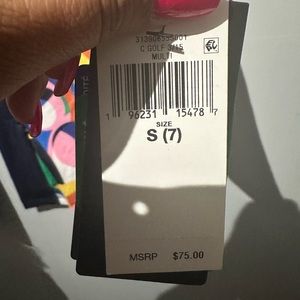 C GOLF
MULTI
1 96231 15478 7
SIZE
S (7)
MSRP $75.00